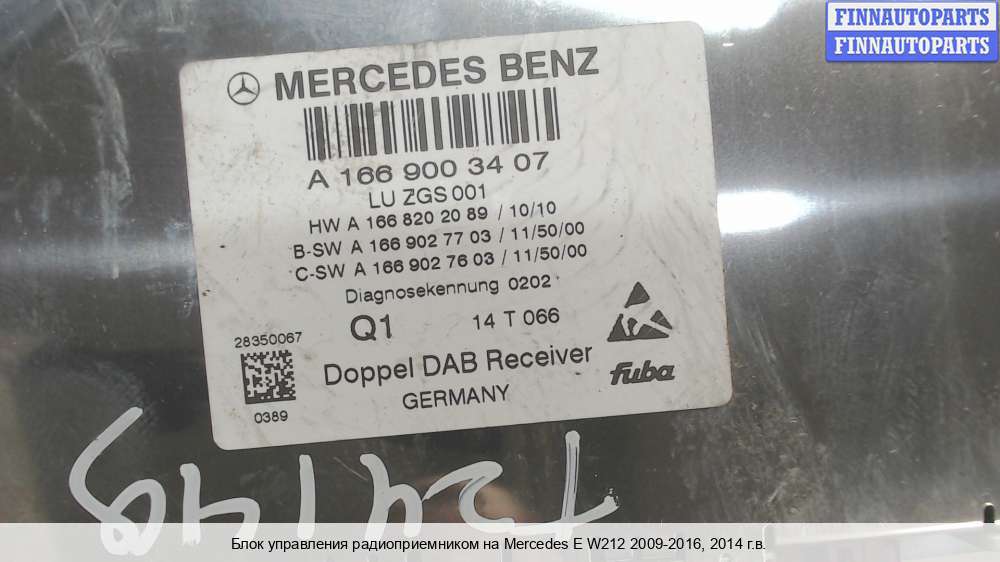 FINNAUTOPARTS
FINNAUTOPARTS
MERCEDES BENZ
A 166 900 34 07
LU ZGS 001
HW A 166 820 20 89 / 10/10
B-SW A 166 902 77 03 / 11/50/00
C-SW A 166 902 76 03 / 11/50/00
Diagnosekennung 0202
Q1 14 T 066
28350067
0389
Doppel DAB Receiver
GERMANY
fuba
Блок управления радиоприемником на Mercedes E W212 2009-2016, 2014 г.в.